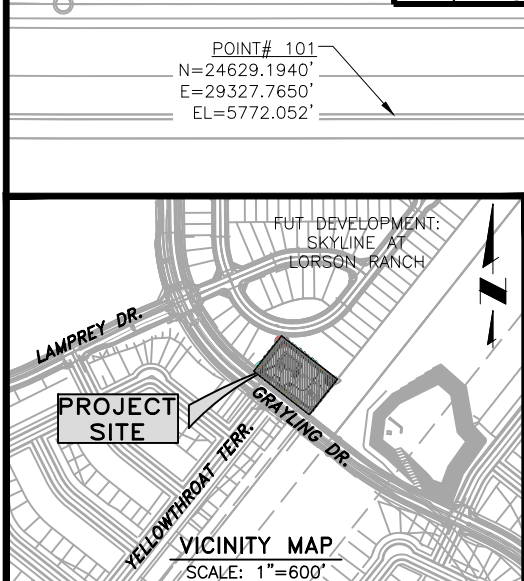 POINT# 101
N=24629.1940'
E=29327.7650'
EL=5772.052'
FUT DEVELOPMENT:
SKYLINE AT
LORSON RANCH
N
LAMPREY DR.
PROJECT
SITE
GRAYLING DR.
YELLOWTHROAT TERR.
VICINITY MAP
SCALE: 1"=600'